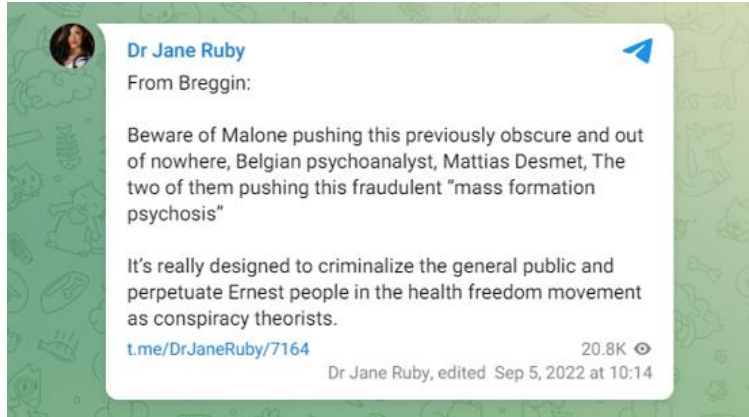 Dr Jane Ruby
From Breggin:
Beware of Malone pushing this previously obscure and out
of nowhere, Belgian psychoanalyst, Mattias Desmet, The
two of them pushing this fraudulent “mass formation
psychosis”
It’s really designed to criminalize the general public and
perpetuate Ernest people in the health freedom movement
as conspiracy theorists.
t.me/DrJaneRuby/7164 20.8K
Dr Jane Ruby, edited Sep 5, 2022 at 10:14